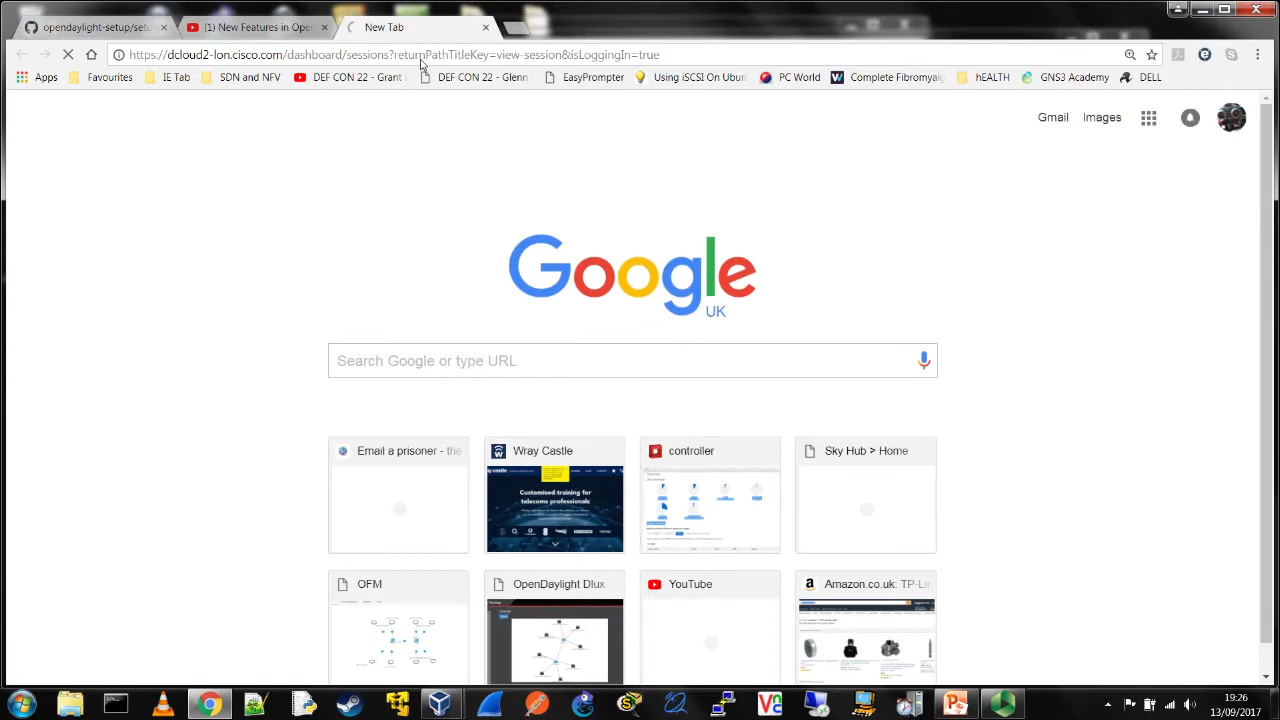 opendaylight-setup/setu
(1) New Features in Open
New Tab
https://dcloud2-lon.cisco.com/dashboard/sessions?returnPathTitleKey=view-session&isLoggingIn=true
Apps
Favourites
IE Tab
SDN and NFV
DEF CON 22 - Grant
DEF CON 22 - Glenn
EasyPrompter
Using iSCSI On Ubun
PC World
Complete Fibromyalg
hEALTH
GNS3 Academy
DELL
Gmail
Images
Google
UK
Search Google or type URL
Email a prisoner - the
Wray Castle
controller
Sky Hub > Home
Customised training for
telecoms professionals.
OFM
OpenDaylight Dlux
YouTube
Amazon.co.uk: TP-Li
19:26
13/09/2017